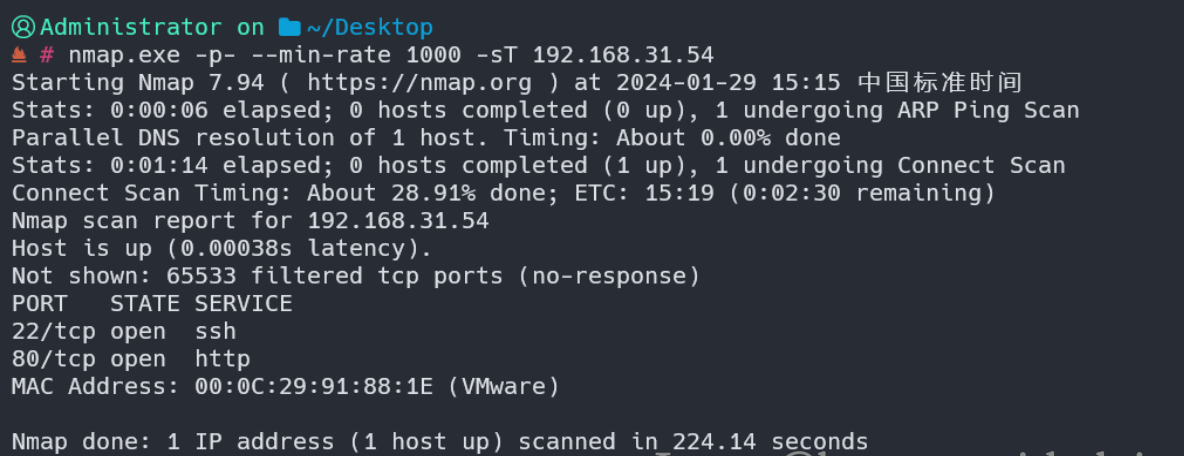 Administrator on ~/Desktop
# nmap.exe -p- --min-rate 1000 -sT 192.168.31.54
Starting Nmap 7.94 ( https://nmap.org ) at 2024-01-29 15:15 中国标准时间
Stats: 0:00:06 elapsed; 0 hosts completed (0 up), 1 undergoing ARP Ping Scan
Parallel DNS resolution of 1 host. Timing: About 0.00% done
Stats: 0:01:14 elapsed; 0 hosts completed (1 up), 1 undergoing Connect Scan
Connect Scan Timing: About 28.91% done; ETC: 15:19 (0:02:30 remaining)
Nmap scan report for 192.168.31.54
Host is up (0.00038s latency).
Not shown: 65533 filtered tcp ports (no-response)
PORT   STATE SERVICE
22/tcp open  ssh
80/tcp open  http
MAC Address: 00:0C:29:91:88:1E (VMware)
Nmap done: 1 IP address (1 host up) scanned in 224.14 seconds